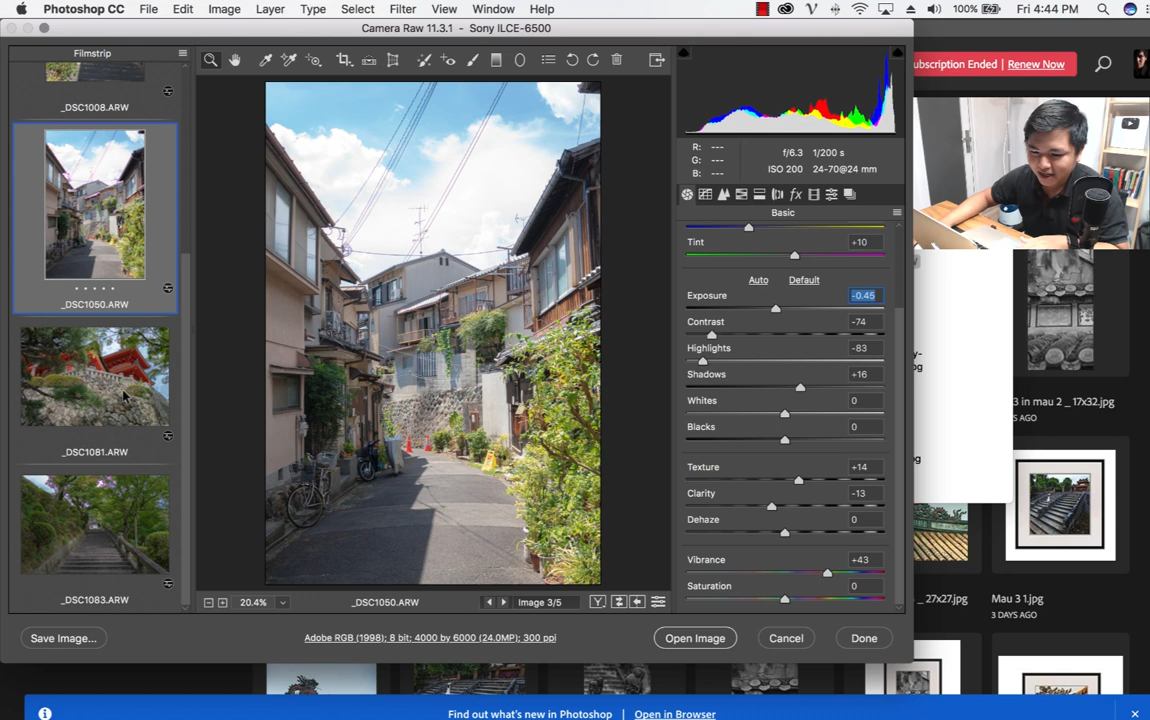 Photoshop CC File Edit Image Layer Type Select Filter View Window Help 100% Fri 4:44 PM
Camera Raw 11.3.1 - Sony ILCE-6500
Filmstrip
_DSC1008.ARW
_DSC1050.ARW
_DSC1081.ARW
_DSC1083.ARW
20.4%
_DSC1050.ARW
Y
Image 3/5
R: ---
G: ---
B: ---
f/6.3 1/200 s
ISO 200 24-70@24 mm
fx
Basic
Tint +10
Auto Default
Exposure -0.45
Contrast -74
Highlights -83
Shadows +16
Whites 0
Blacks 0
Texture +14
Clarity -13
Dehaze 0
Vibrance +43
Saturation 0
Save Image...
Adobe RGB (1998); 8 bit; 4000 by 6000 (24.0MP); 300 ppi
Open Image
Cancel
Done
ubscription Ended | Renew Now
3 in mau 2 _ 17x32.jpg
S AGO
_ 27x27.jpg
Mau 3 1.jpg
3 DAYS AGO
Find out what's new in Photoshop | Open in Browser